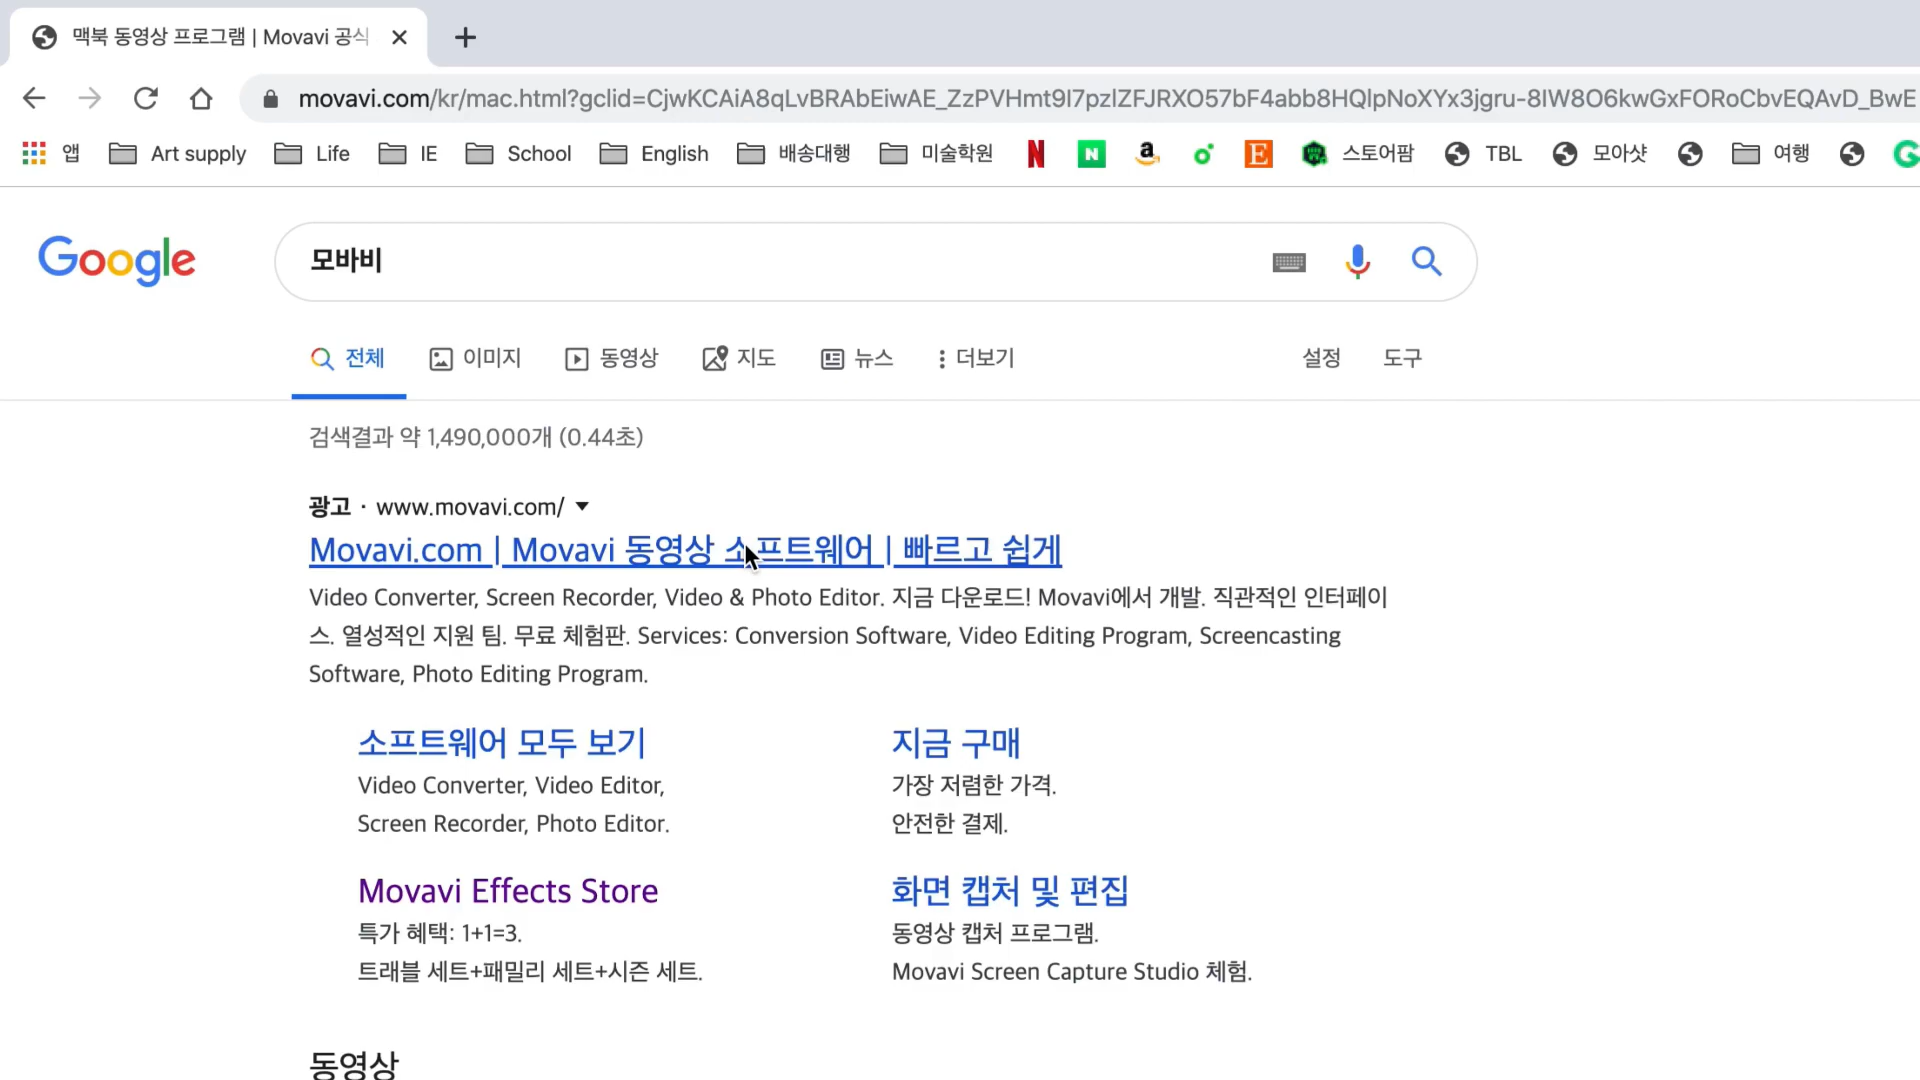 맥북 동영상 프로그램 | Movavi 공식
movavi.com/kr/mac.html?gclid=CjwKCAiA8qLvBRAbEiwAE_ZzPVHmt9l7pzlZFJRXO57bF4abb8HQlpNoXYx3jgru-8IW8O6kwGxFORoCbvEQAvD_BwE
앱 Art supply Life IE School English 배송대행 미술학원 스토어팜 TBL 모아샷 여행
Google 모바비
전체 이미지 동영상 지도 뉴스 더보기 설정 도구
검색결과 약 1,490,000개 (0.44초)
광고 · www.movavi.com/
Movavi.com | Movavi 동영상 소프트웨어 | 빠르고 쉽게
Video Converter, Screen Recorder, Video & Photo Editor. 지금 다운로드! Movavi에서 개발. 직관적인 인터페이
스. 열성적인 지원 팀. 무료 체험판. Services: Conversion Software, Video Editing Program, Screencasting
Software, Photo Editing Program.
소프트웨어 모두 보기
Video Converter, Video Editor,
Screen Recorder, Photo Editor.
지금 구매
가장 저렴한 가격.
안전한 결제.
Movavi Effects Store
특가 혜택: 1+1=3.
트래블 세트+패밀리 세트+시즌 세트.
화면 캡처 및 편집
동영상 캡처 프로그램.
Movavi Screen Capture Studio 체험.
동영상